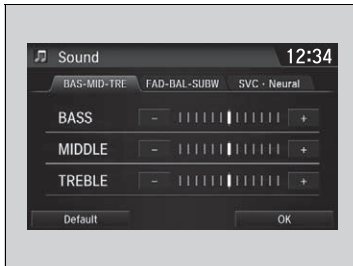 Sound 12:34
BAS-MID-TRE FAD-BAL-SUBW SVC · Neural
BASS - +
MIDDLE - +
TREBLE - +
Default OK